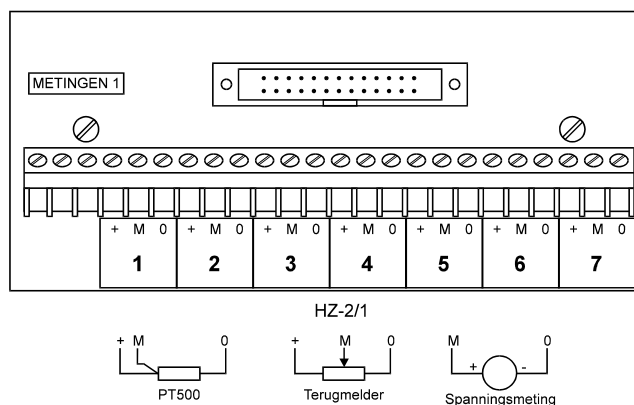 METINGEN 1
+ M 0 + M 0 + M 0 + M 0 + M 0 + M 0 + M 0
1 2 3 4 5 6 7
HZ-2/1
+ M 0 + M 0 M 0
+ -
PT500 Terugmelder Spanningsmeting